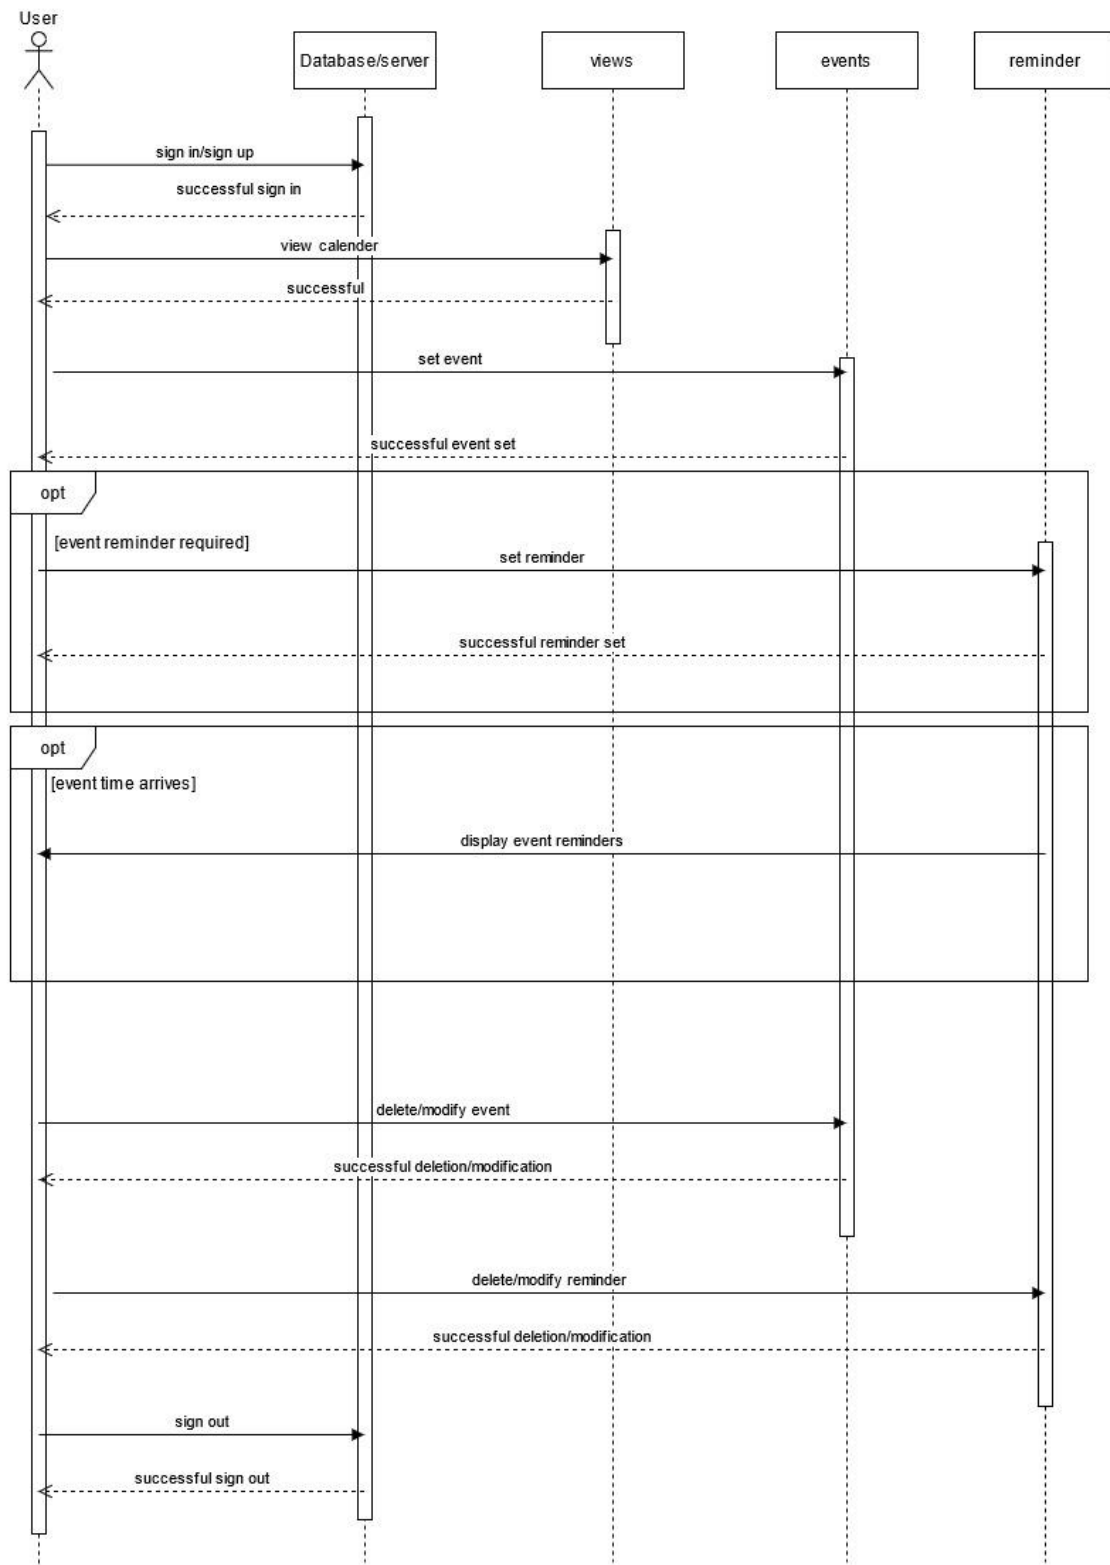 User
Database/server
views
events
reminder
sign in/sign up
successful sign in
view calender
successful
set event
successful event set
opt
[event reminder required]
set reminder
successful reminder set
opt
[event time arrives]
display event reminders
delete/modify event
successful deletion/modification
delete/modify reminder
successful deletion/modification
sign out
successful sign out